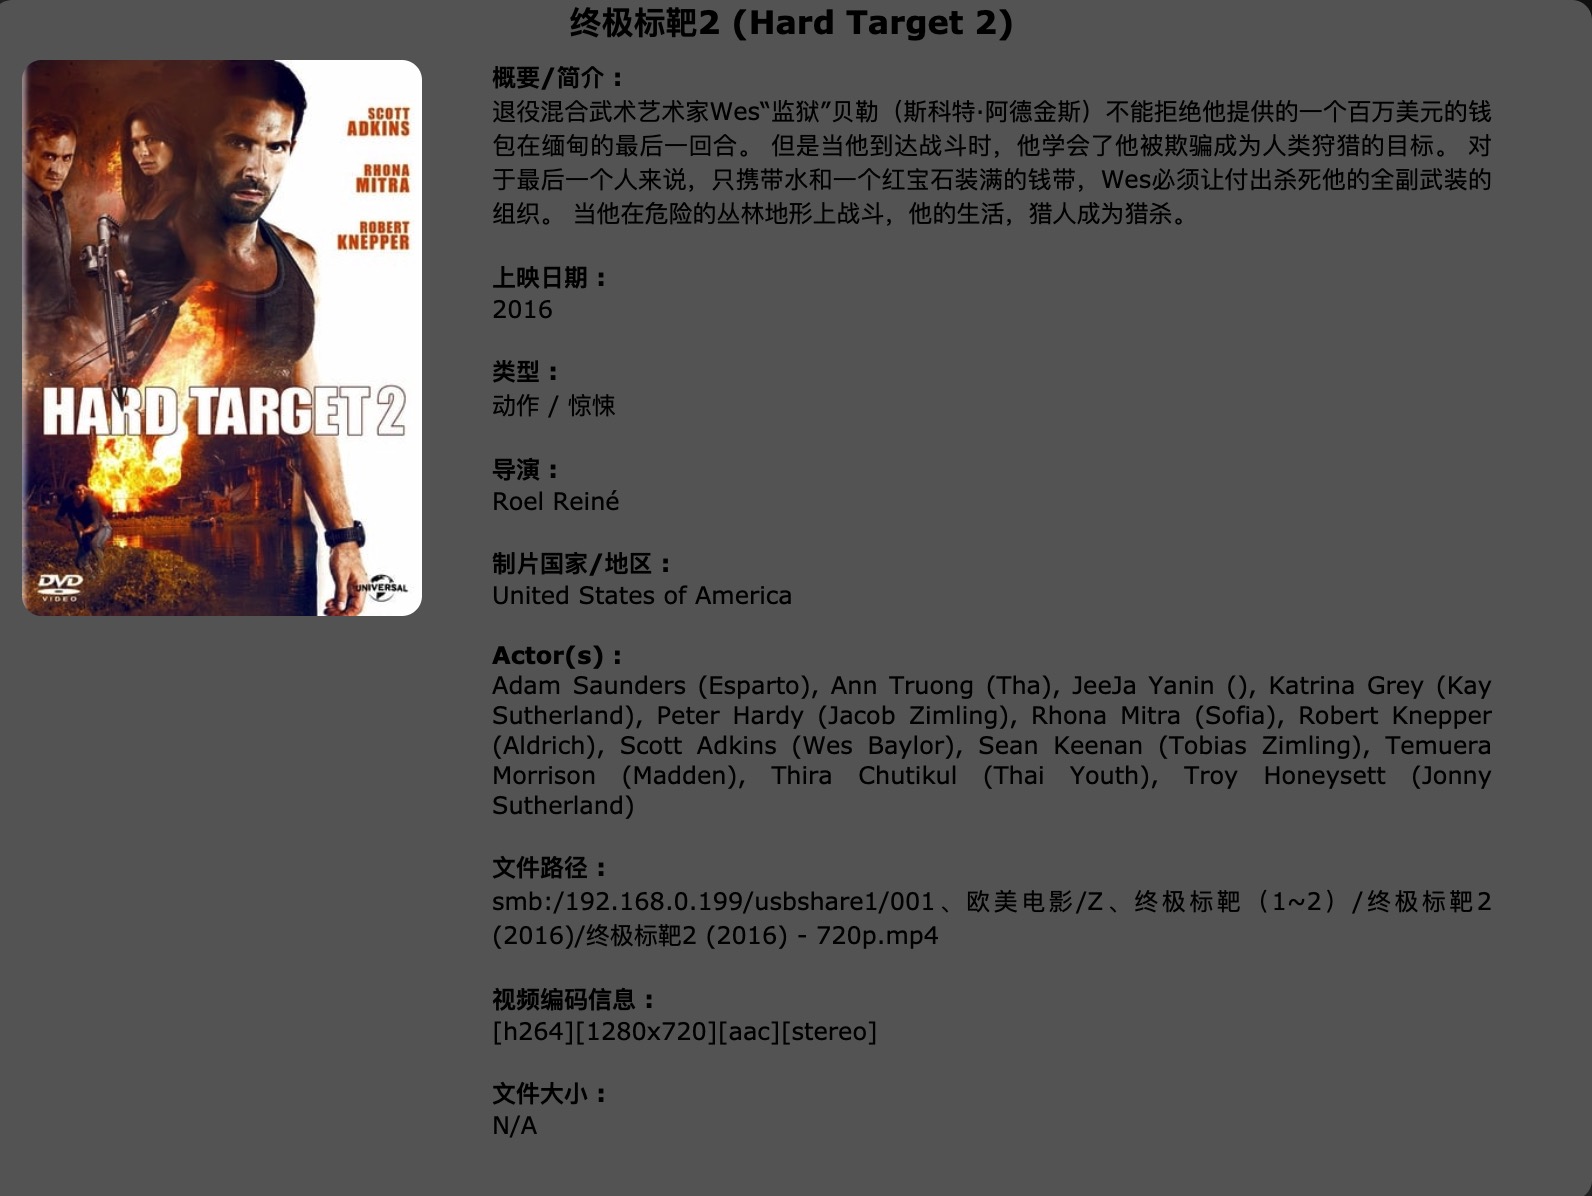 终极标靶2 (Hard Target 2)
SCOTT
ADKINS
RHONA
MITRA
ROBERT
KNEPPER
HARD TARGET 2
DVD
VIDEO
UNIVERSAL
概要/简介：
退役混合武术艺术家Wes“监狱”贝勒（斯科特·阿德金斯）不能拒绝他提供的一个百万美元的钱
包在缅甸的最后一回合。 但是当他到达战斗时，他学会了他被欺骗成为人类狩猎的目标。 对
于最后一个人来说，只携带水和一个红宝石装满的钱带，Wes必须让付出杀死他的全副武装的
组织。 当他在危险的丛林地形上战斗，他的生活，猎人成为猎杀。
上映日期：
2016
类型：
动作 / 惊悚
导演：
Roel Reiné
制片国家/地区：
United States of America
Actor(s) :
Adam Saunders (Esparto), Ann Truong (Tha), JeeJa Yanin (), Katrina Grey (Kay
Sutherland), Peter Hardy (Jacob Zimling), Rhona Mitra (Sofia), Robert Knepper
(Aldrich), Scott Adkins (Wes Baylor), Sean Keenan (Tobias Zimling), Temuera
Morrison (Madden), Thira Chutikul (Thai Youth), Troy Honeysett (Jonny
Sutherland)
文件路径：
smb:/192.168.0.199/usbshare1/001、欧美电影/Z、终极标靶（1~2）/终极标靶2
(2016)/终极标靶2 (2016) - 720p.mp4
视频编码信息：
[h264][1280x720][aac][stereo]
文件大小：
N/A